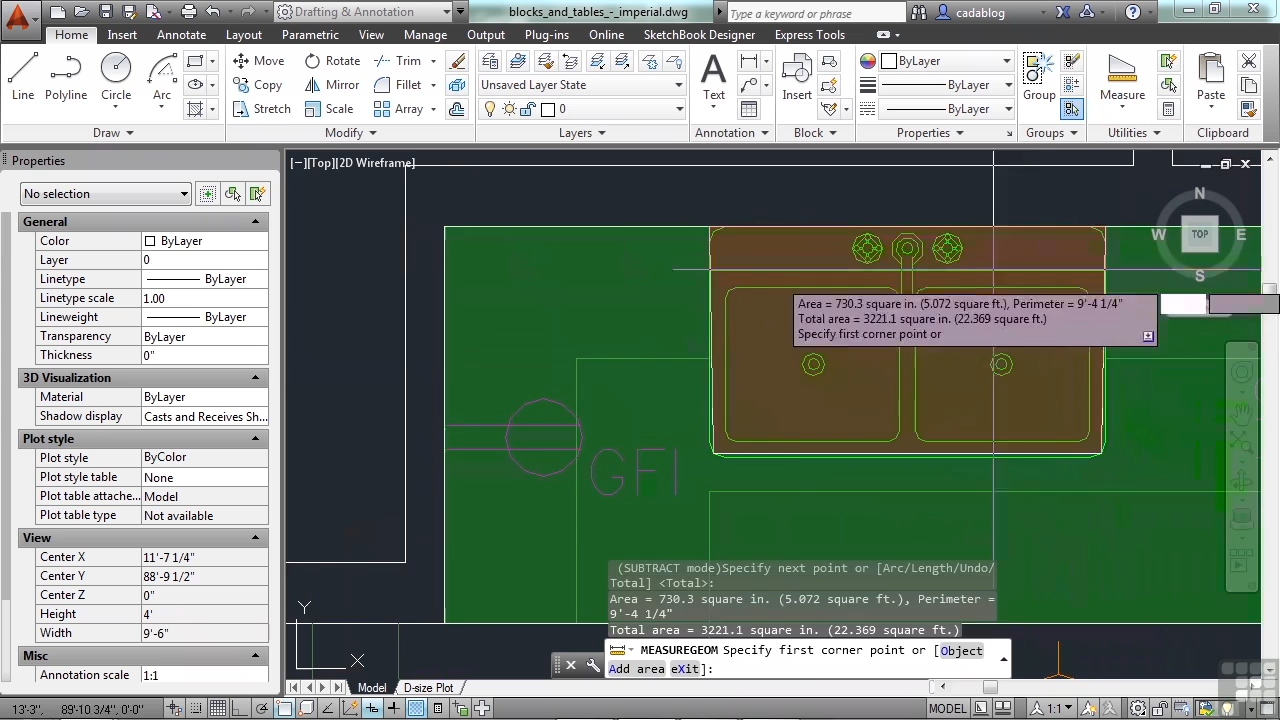 Drafting & Annotation
blocks_and_tables_-_imperial.dwg
Type a keyword or phrase
cadablog
Home Insert Annotate Layout Parametric View Manage Output Plug-ins Online SketchBook Designer Express Tools
Line Polyline Circle Arc
Move Rotate Trim
Copy Mirror Fillet
Stretch Scale Array
Unsaved Layer State
0
Text
Insert
ByLayer
ByLayer
ByLayer
Group
Measure
Paste
Draw Modify Layers Annotation Block Properties Groups Utilities Clipboard
Properties
No selection
General
Color ByLayer
Layer 0
Linetype ByLayer
Linetype scale 1.00
Lineweight ByLayer
Transparency ByLayer
Thickness 0"
3D Visualization
Material ByLayer
Shadow display Casts and Receives Sh...
Plot style
Plot style ByColor
Plot style table None
Plot table attache... Model
Plot table type Not available
View
Center X 11'-7 1/4"
Center Y 88'-9 1/2"
Center Z 0"
Height 4'
Width 9'-6"
Misc
Annotation scale 1:1
[−][Top][2D Wireframe]
N
W TOP E
S
Area = 730.3 square in. (5.072 square ft.), Perimeter = 9'-4 1/4"
Total area = 3221.1 square in. (22.369 square ft.)
Specify first corner point or
GFI
(SUBTRACT mode)Specify next point or [Arc/Length/Undo/
Total] <Total>:
Area = 730.3 square in. (5.072 square ft.), Perimeter =
9'-4 1/4"
Total area = 3221.1 square in. (22.369 square ft.)
MEASUREGEOM Specify first corner point or [Object
Add area eXit]:
Y
X
Model D-size Plot
13'-3", 89'-10 3/4", 0'-0"
MODEL
1:1